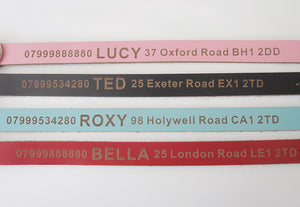 07999888880 LUCY 37 Oxford Road BH1 2DD
07999534280 TED 25 Exeter Road EX1 2TD
07999534280 ROXY 98 Holywell Road CA1 2TD
07999888880 BELLA 25 London Road LE1 2TD